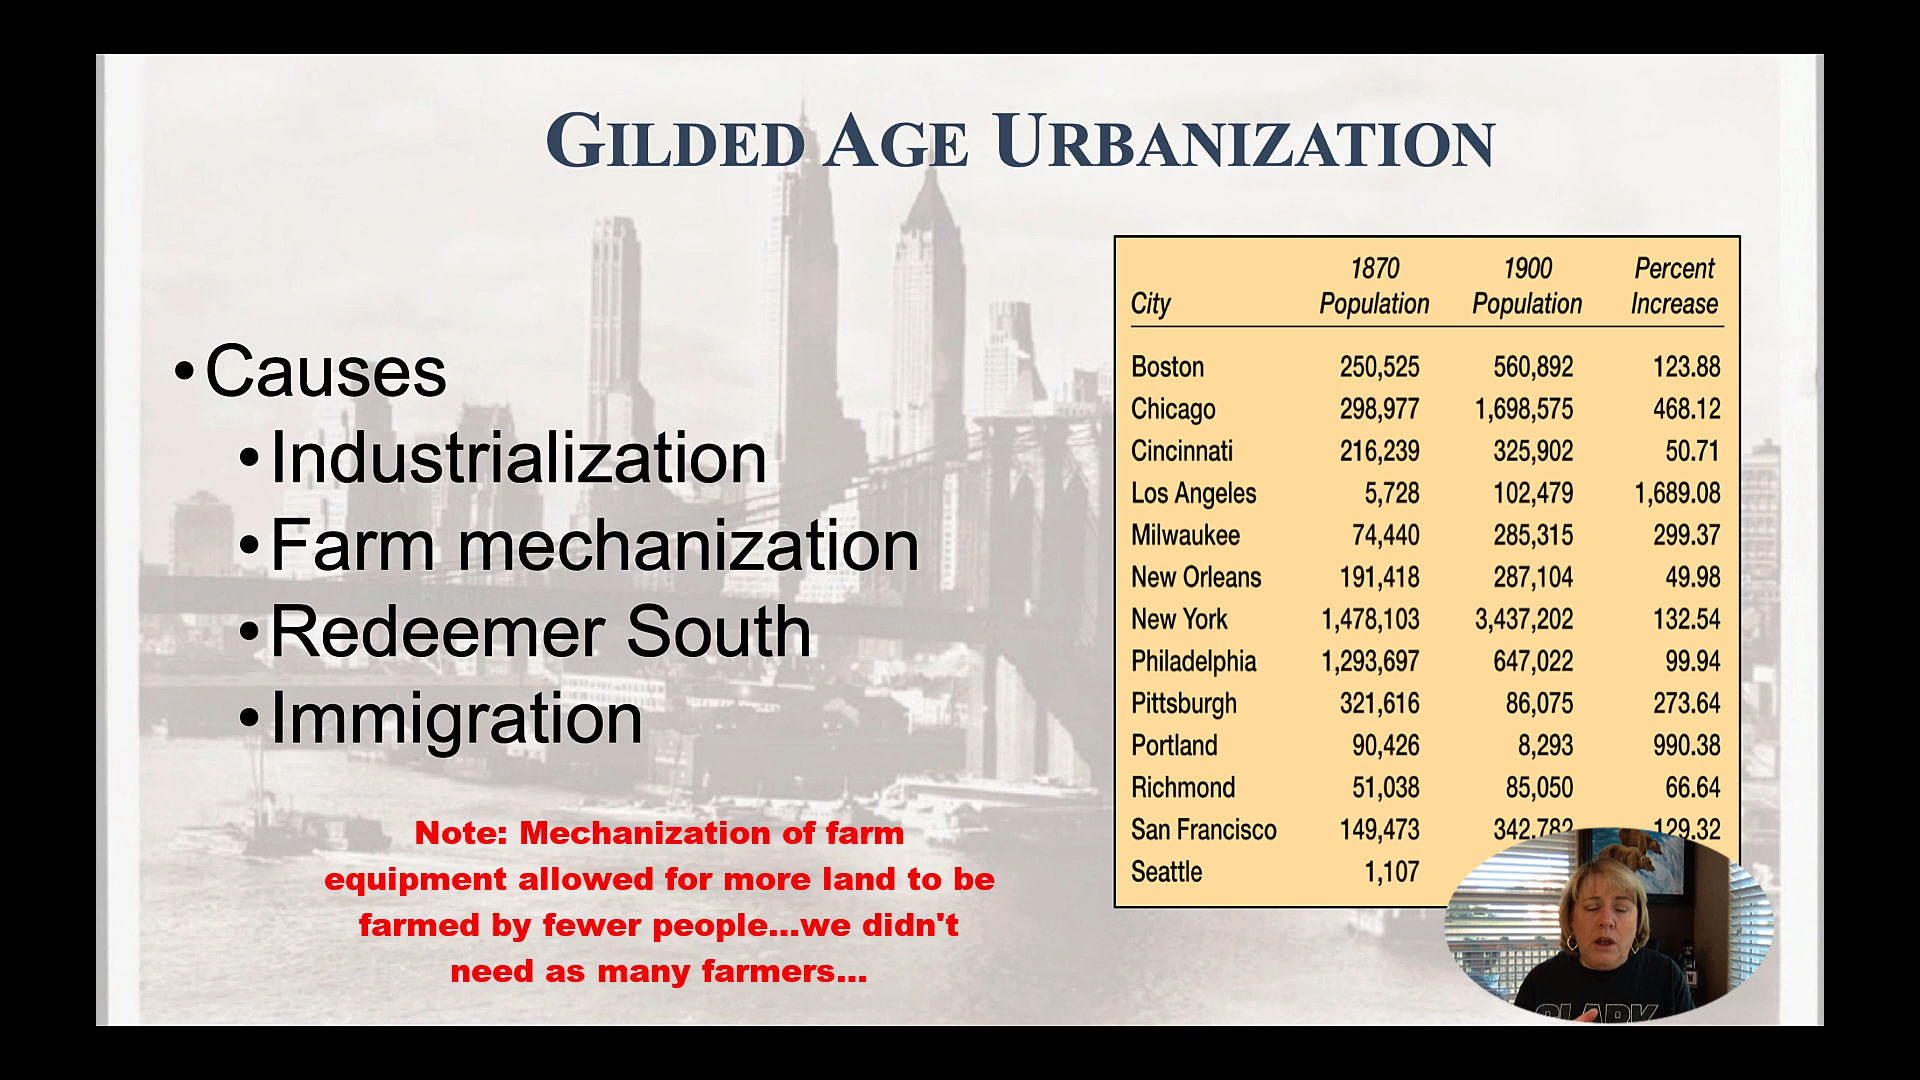 GILDED AGE URBANIZATION
•Causes
•Industrialization
•Farm mechanization
•Redeemer South
•Immigration
Note: Mechanization of farm
equipment allowed for more land to be
farmed by fewer people...we didn't
need as many farmers...
1870 1900 Percent
City Population Population Increase
Boston 250,525 560,892 123.88
Chicago 298,977 1,698,575 468.12
Cincinnati 216,239 325,902 50.71
Los Angeles 5,728 102,479 1,689.08
Milwaukee 74,440 285,315 299.37
New Orleans 191,418 287,104 49.98
New York 1,478,103 3,437,202 132.54
Philadelphia 1,293,697 647,022 99.94
Pittsburgh 321,616 86,075 273.64
Portland 90,426 8,293 990.38
Richmond 51,038 85,050 66.64
San Francisco 149,473 342,782 129.32
Seattle 1,107